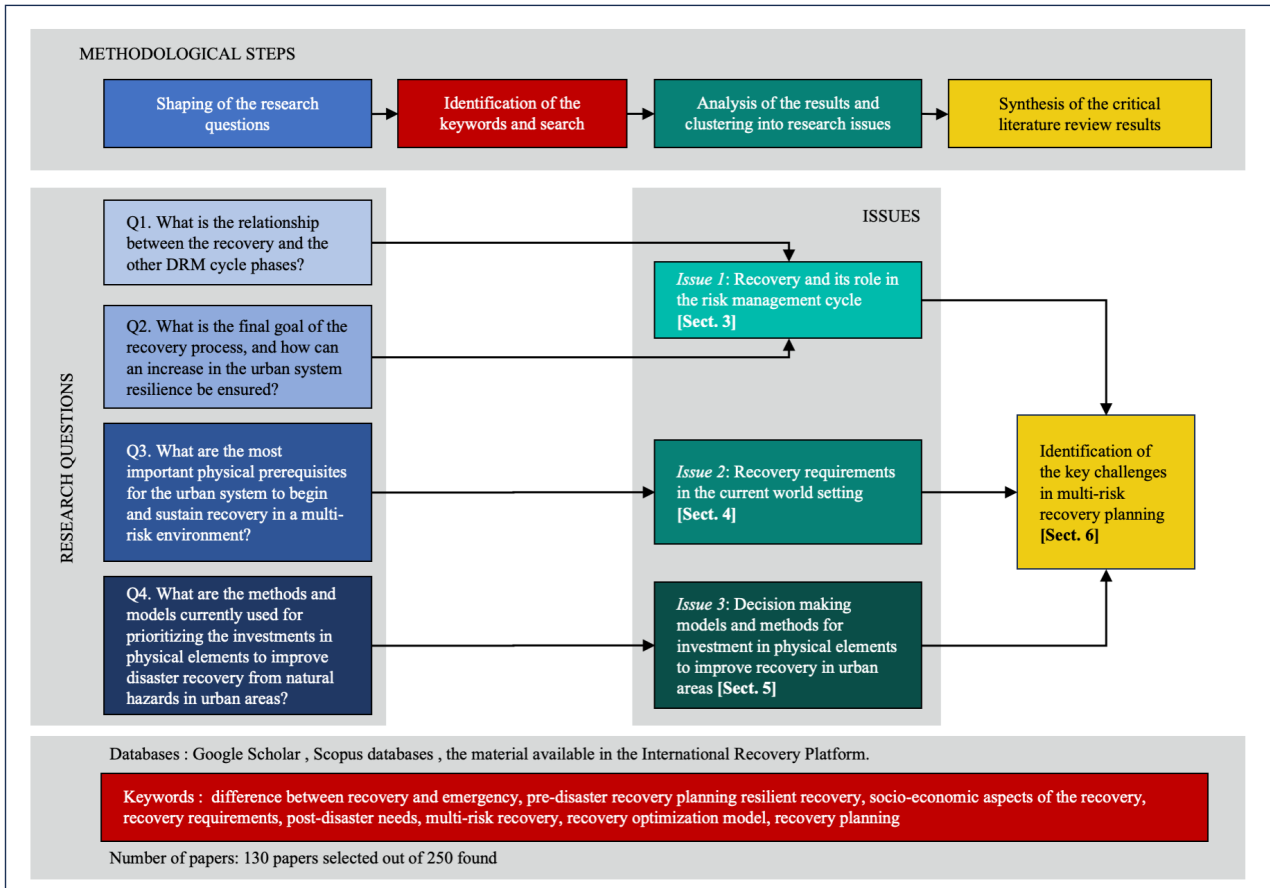 METHODOLOGICAL STEPS
Shaping of the research
questions
Identification of the
keywords and search
Analysis of the results and
clustering into research issues
Synthesis of the critical
literature review results
RESEARCH QUESTIONS
Q1. What is the relationship
between the recovery and the
other DRM cycle phases?
Q2. What is the final goal of the
recovery process, and how can
an increase in the urban system
resilience be ensured?
Q3. What are the most
important physical prerequisites
for the urban system to begin
and sustain recovery in a multi-
risk environment?
Q4. What are the methods and
models currently used for
prioritizing the investments in
physical elements to improve
disaster recovery from natural
hazards in urban areas?
ISSUES
Issue 1: Recovery and its role in
the risk management cycle
[Sect. 3]
Issue 2: Recovery requirements
in the current world setting
[Sect. 4]
Issue 3: Decision making
models and methods for
investment in physical elements
to improve recovery in urban
areas [Sect. 5]
Identification of
the key challenges
in multi-risk
recovery planning
[Sect. 6]
Databases : Google Scholar , Scopus databases , the material available in the International Recovery Platform.
Keywords : difference between recovery and emergency, pre-disaster recovery planning resilient recovery, socio-economic aspects of the recovery,
recovery requirements, post-disaster needs, multi-risk recovery, recovery optimization model, recovery planning
Number of papers: 130 papers selected out of 250 found